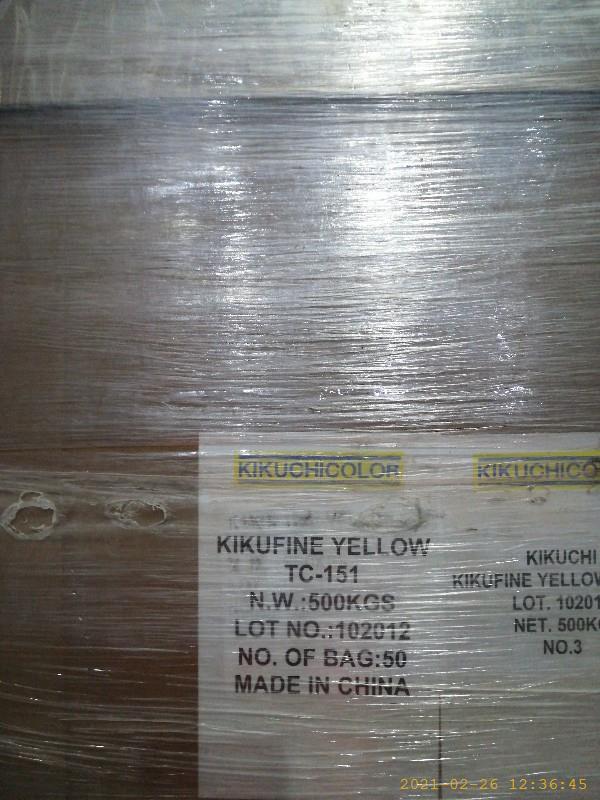 KIKUCHICOLOR
KIKUFINE YELLOW
TC-151
N.W.:500KGS
LOT NO.:102012
NO. OF BAG:50
MADE IN CHINA
KIKUCHICO
KIKUCHI
KIKUFINE YELLOW
LOT. 10201
NET. 500K
NO.3
2021-02-26 12:36:45